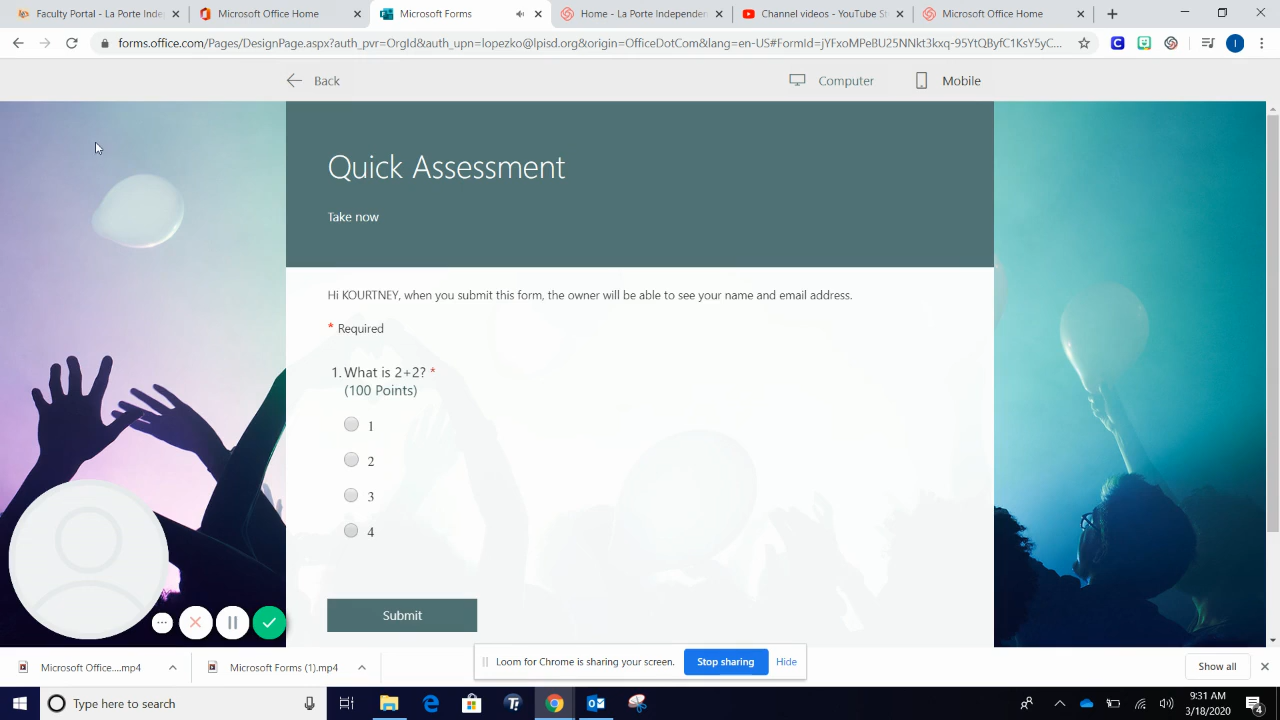 Faculty Portal - La Porte Inde
Microsoft Office Home
Microsoft Forms
Home - La Porte Independen
Channel videos - YouTube St
Microsoft Office Home
forms.office.com/Pages/DesignPage.aspx?auth_pvr=OrgId&auth_upn=lopezko@lpisd.org&origin=OfficeDotCom&lang=en-US#FormId=jYFxoMPeBU25NNkt3kxq-95YtQByfC1KsY5yC...
Back
Computer
Mobile
Quick Assessment
Take now
Hi KOURTNEY, when you submit this form, the owner will be able to see your name and email address.
* Required
1. What is 2+2? *
(100 Points)
1
2
3
4
Submit
Loom for Chrome is sharing your screen.
Stop sharing
Hide
Microsoft Office....mp4
Microsoft Forms (1).mp4
Show all
Type here to search
9:31 AM
3/18/2020
4